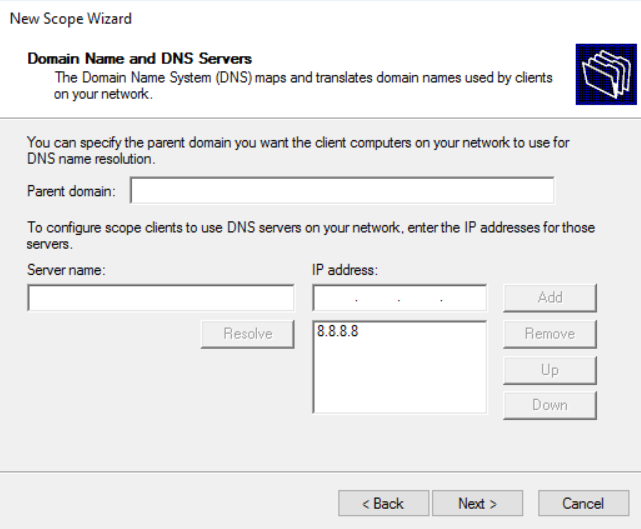 New Scope Wizard
Domain Name and DNS Servers
The Domain Name System (DNS) maps and translates domain names used by clients
on your network.
You can specify the parent domain you want the client computers on your network to use for
DNS name resolution.
Parent domain:
To configure scope clients to use DNS servers on your network, enter the IP addresses for those
servers.
Server name:
IP address:
. . .
Add
Resolve
8.8.8.8
Remove
Up
Down
< Back
Next >
Cancel